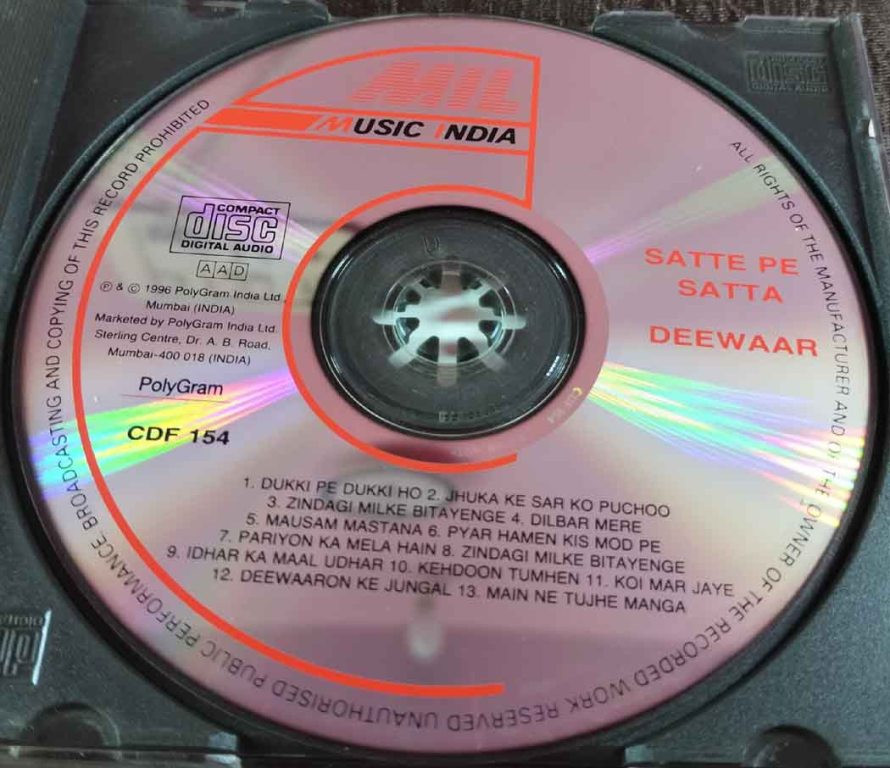 MIL
MUSIC INDIA
COMPACT
disc
DIGITAL AUDIO
AAD
℗ & © 1996 PolyGram India Ltd.,
Mumbai (INDIA)
Marketed by PolyGram India Ltd.
Sterling Centre, Dr. A. B. Road,
Mumbai-400 018 (INDIA)
PolyGram
CDF 154
SATTE PE
SATTA
DEEWAAR
1. DUKKI PE DUKKI HO 2. JHUKA KE SAR KO PUCHOO
3. ZINDAGI MILKE BITAYENGE 4. DILBAR MERE
5. MAUSAM MASTANA 6. PYAR HAMEN KIS MOD PE
7. PARIYON KA MELA HAIN 8. ZINDAGI MILKE BITAYENGE
9. IDHAR KA MAAL UDHAR 10. KEHDOON TUMHEN 11. KOI MAR JAYE
12. DEEWAARON KE JUNGAL 13. MAIN NE TUJHE MANGA
ALL RIGHTS OF THE MANUFACTURER AND OF THE OWNER OF THE RECORDED WORK RESERVED UNAUTHORISED PUBLIC PERFORMANCE BROADCASTING AND COPYING OF THIS RECORD PROHIBITED
COMPACT
disc
DIGITAL AUDIO
disc